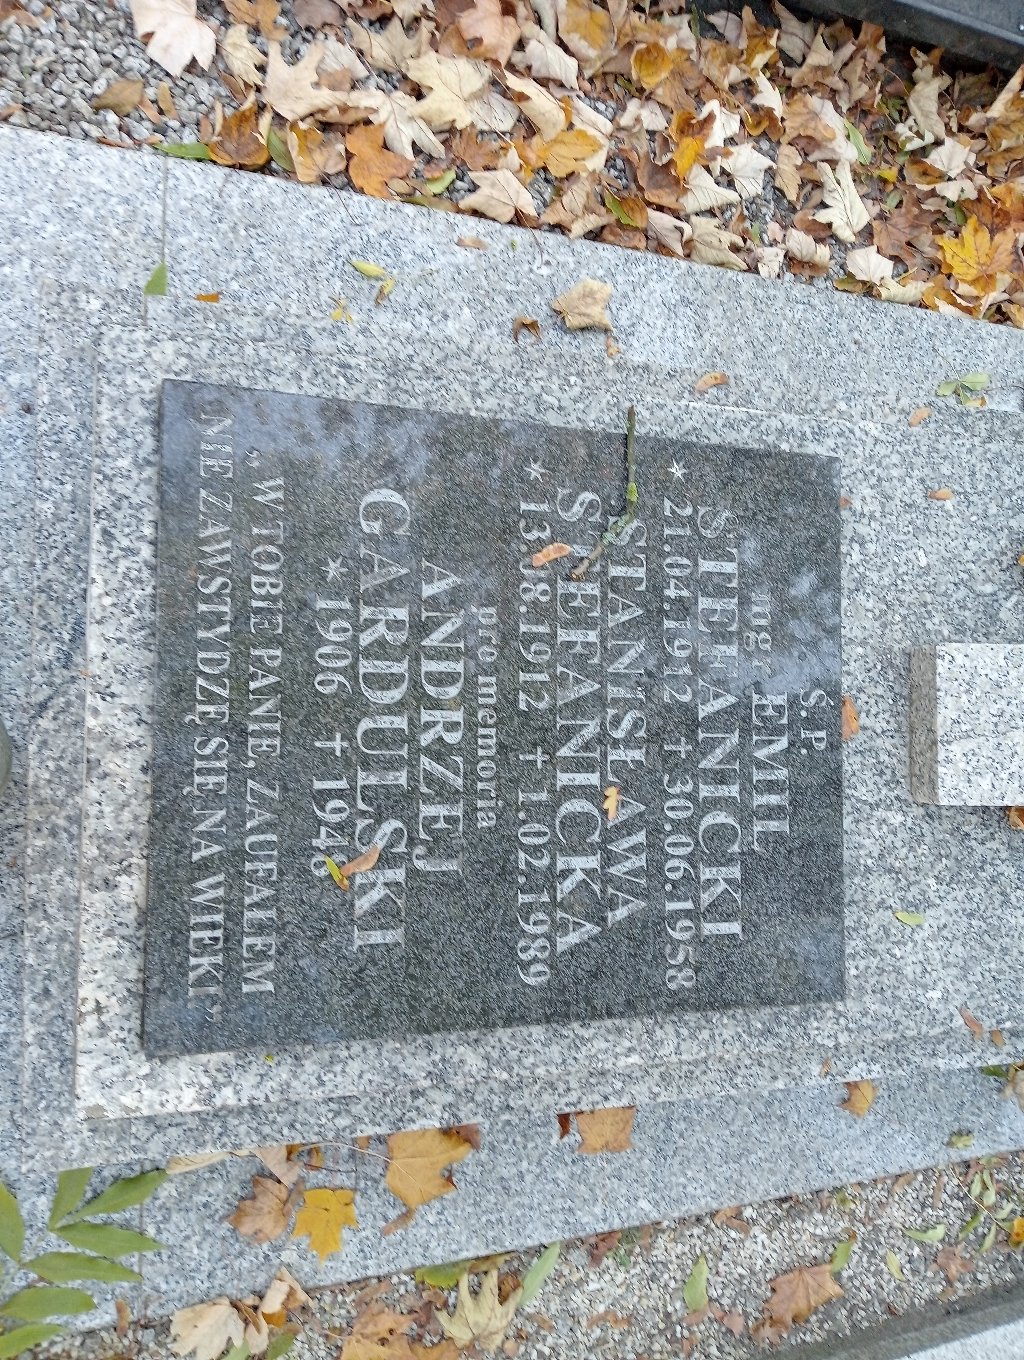 Ś. P.
mgr EMIL
STEFANICKI
* 21.04.1912 † 30.06.1958
STANISŁAWA
STEFANICKA
* 13.08.1912 † 1.02.1989
pro memoria
ANDRZEJ
GARDULSKI
* 1906 † 1948
„ W TOBIE PANIE, ZAUFAŁEM
NIE ZAWSTYDZĘ SIĘ NA WIEKI”